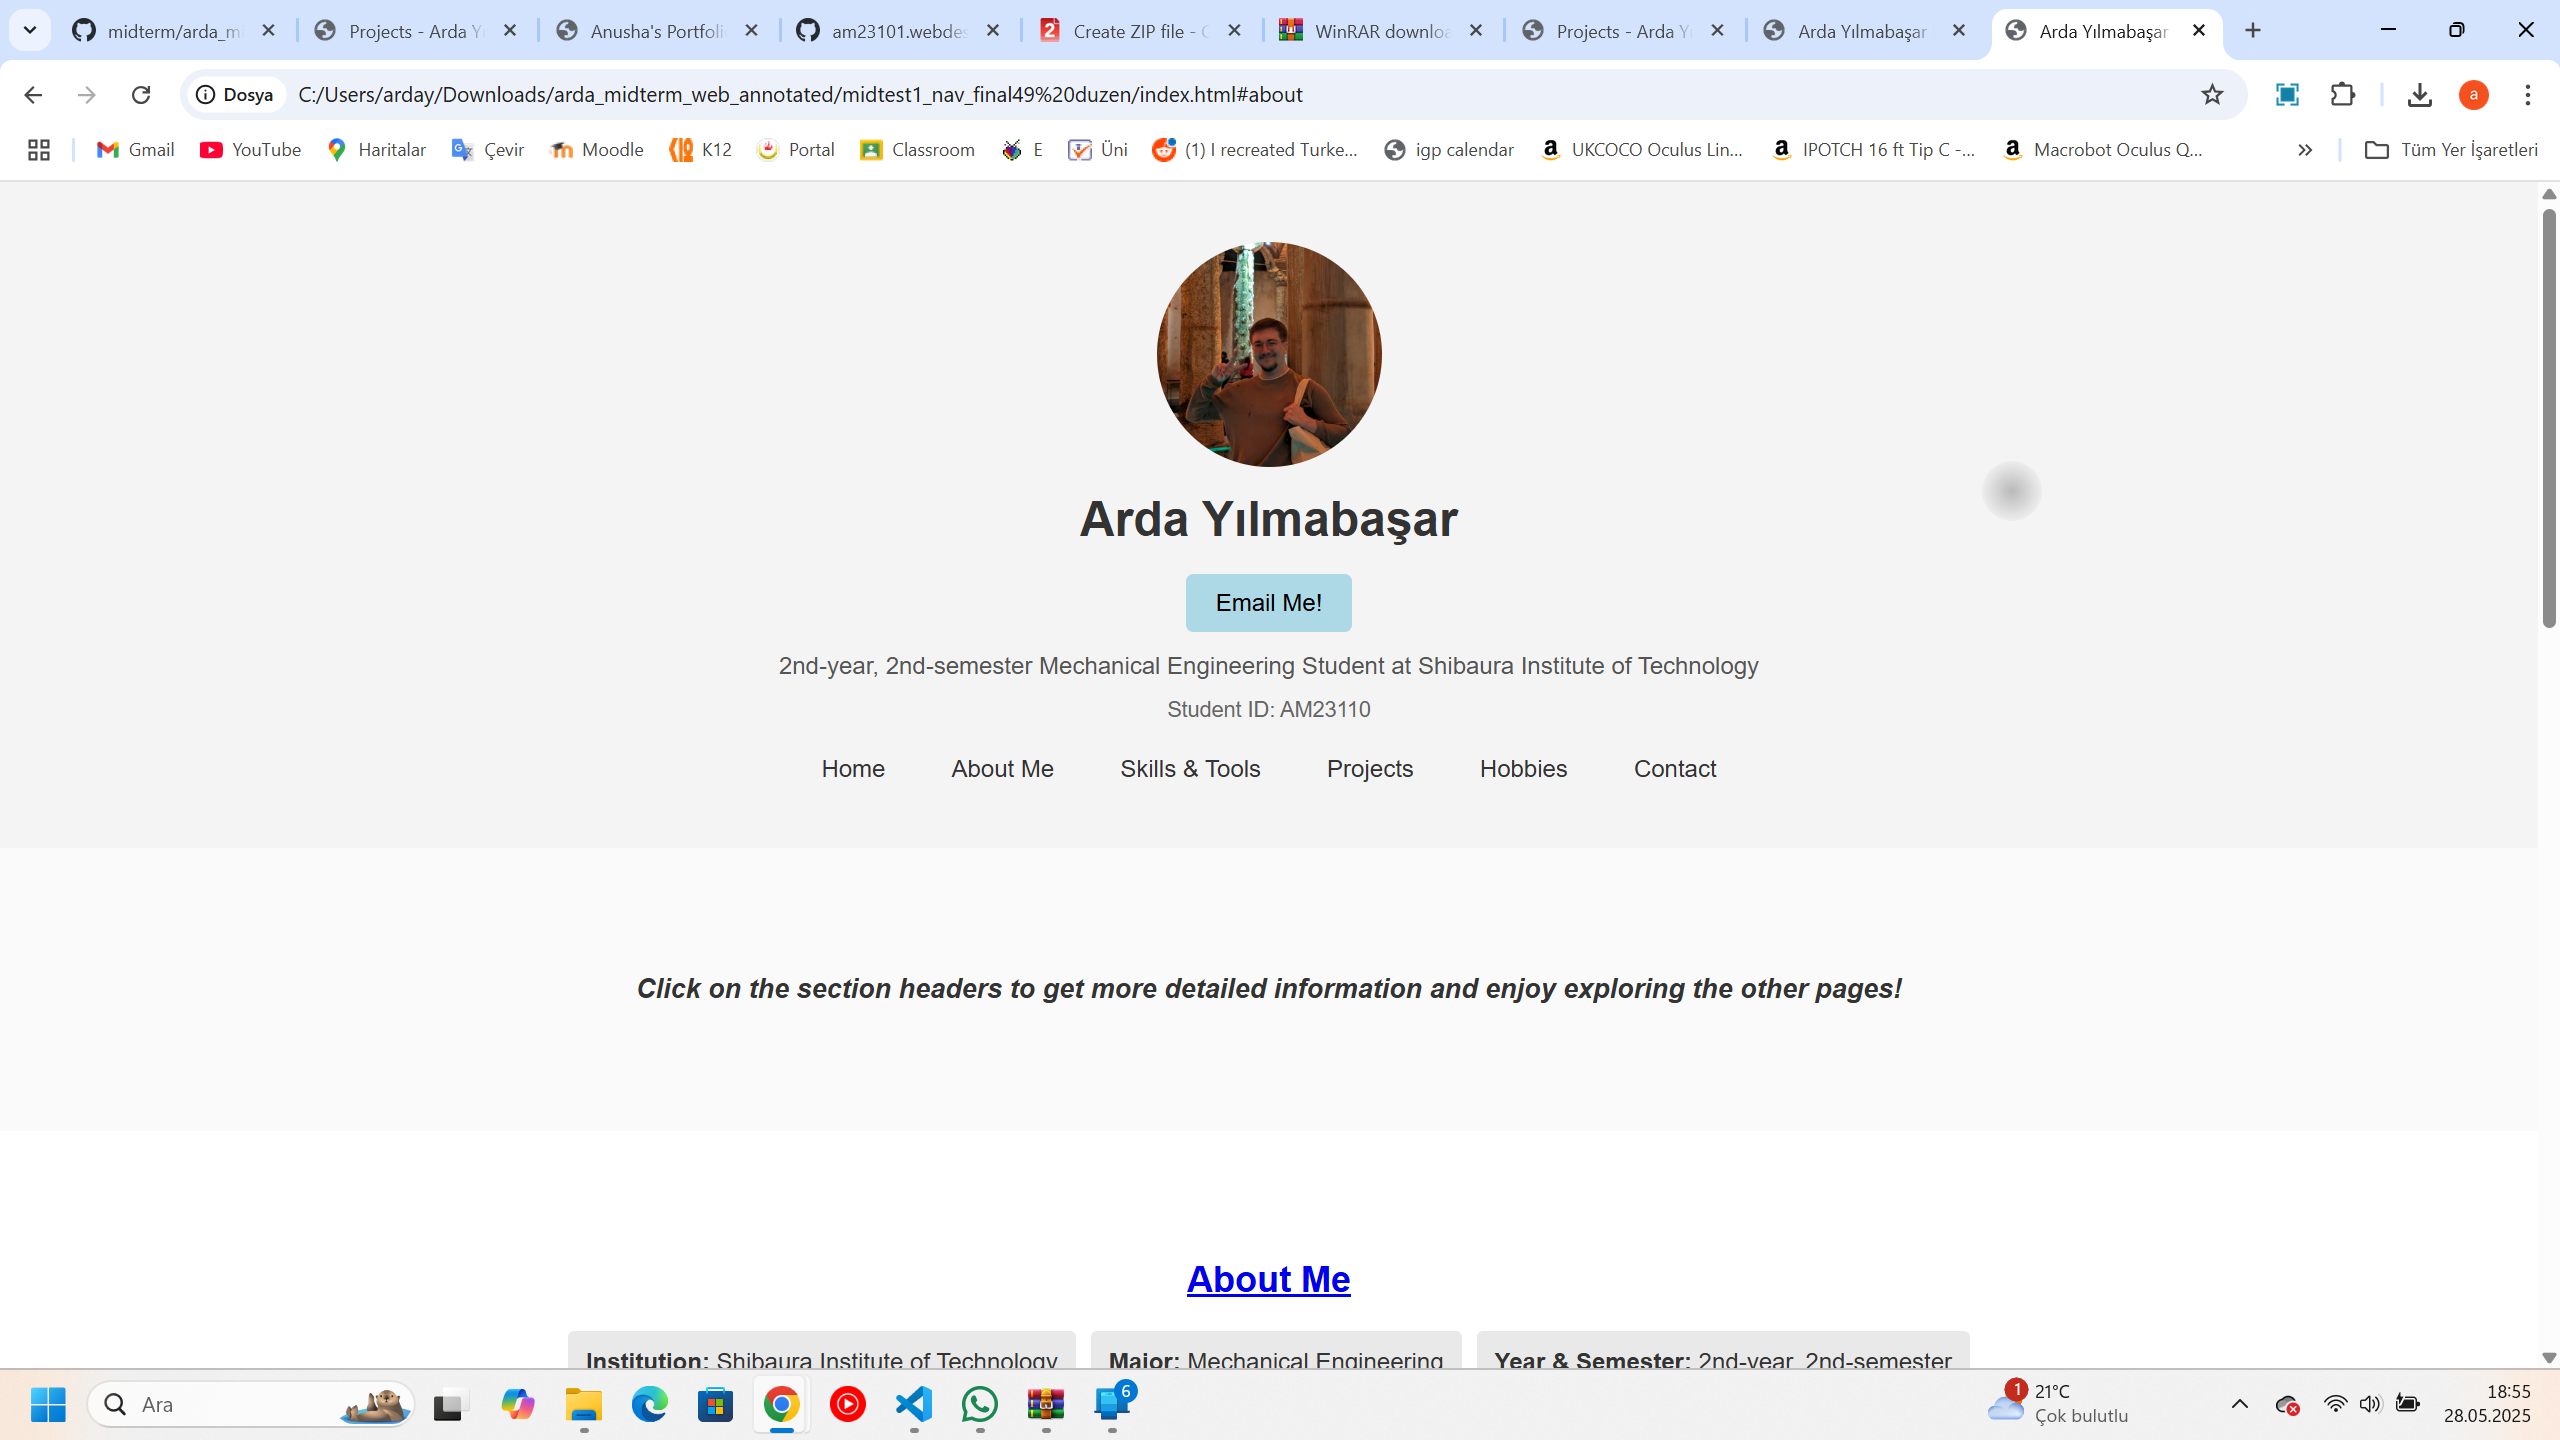 midterm/arda_m
Projects - Arda Y
Anusha's Portfoli
am23101.webdes
Create ZIP file -
WinRAR downloa
Projects - Arda Y
Arda Yılmabaşar
Arda Yılmabaşar
Dosya
C:/Users/arday/Downloads/arda_midterm_web_annotated/midtest1_nav_final49%20duzen/index.html#about
a
Gmail
YouTube
Haritalar
Çevir
Moodle
K12
Portal
Classroom
E
Üni
(1) I recreated Turke...
igp calendar
UKCOCO Oculus Lin...
IPOTCH 16 ft Tip C -...
Macrobot Oculus Q...
Tüm Yer İşaretleri
Arda Yılmabaşar
Email Me!
2nd-year, 2nd-semester Mechanical Engineering Student at Shibaura Institute of Technology
Student ID: AM23110
Home About Me Skills & Tools Projects Hobbies Contact
Click on the section headers to get more detailed information and enjoy exploring the other pages!
About Me
Institution: Shibaura Institute of Technology
Major: Mechanical Engineering
Year & Semester: 2nd-year, 2nd-semester
Ara
6
1
21°C
Çok bulutlu
18:55
28.05.2025